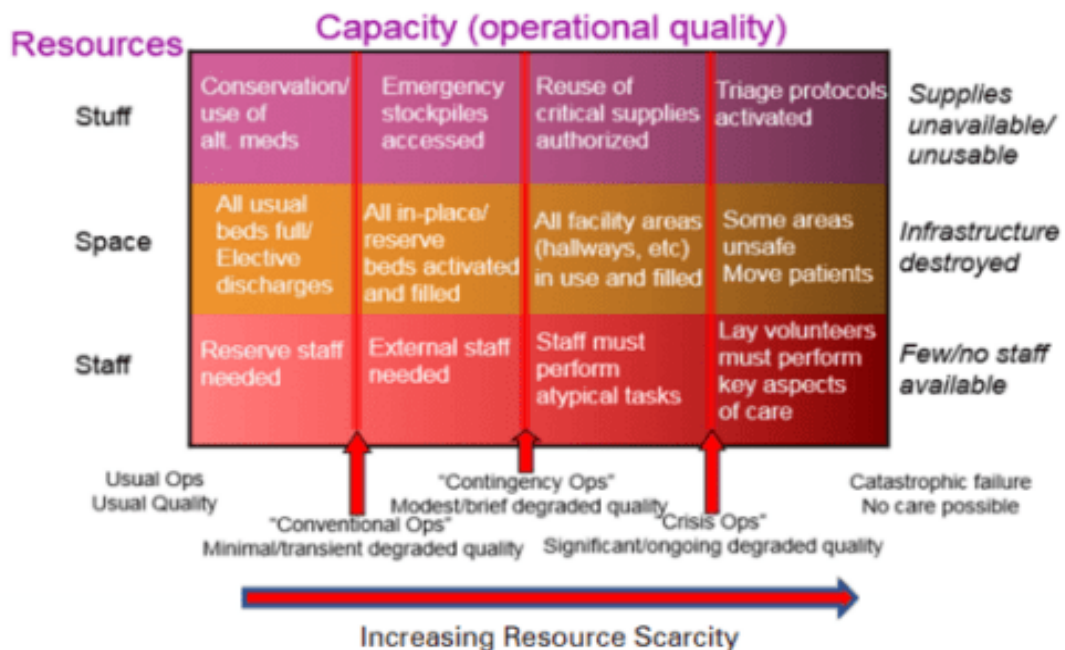 Capacity (operational quality)
Resources
Stuff
Conservation/
use of
alt. meds
Emergency
stockpiles
accessed
Reuse of
critical supplies
authorized
Triage protocols
activated
Supplies
unavailable/
unusable
Space
All usual
beds full/
Elective
discharges
All in-place/
reserve
beds activated
and filled
All facility areas
(hallways, etc)
in use and filled
Some areas
unsafe
Move patients
Infrastructure
destroyed
Staff
Reserve staff
needed
External staff
needed
Staff must
perform
atypical tasks
Lay volunteers
must perform
key aspects
of care
Few/no staff
available
Usual Ops
Usual Quality
"Conventional Ops"
Minimal/transient degraded quality
"Contingency Ops"
Modest/brief degraded quality
"Crisis Ops"
Significant/ongoing degraded quality
Catastrophic failure
No care possible
Increasing Resource Scarcity